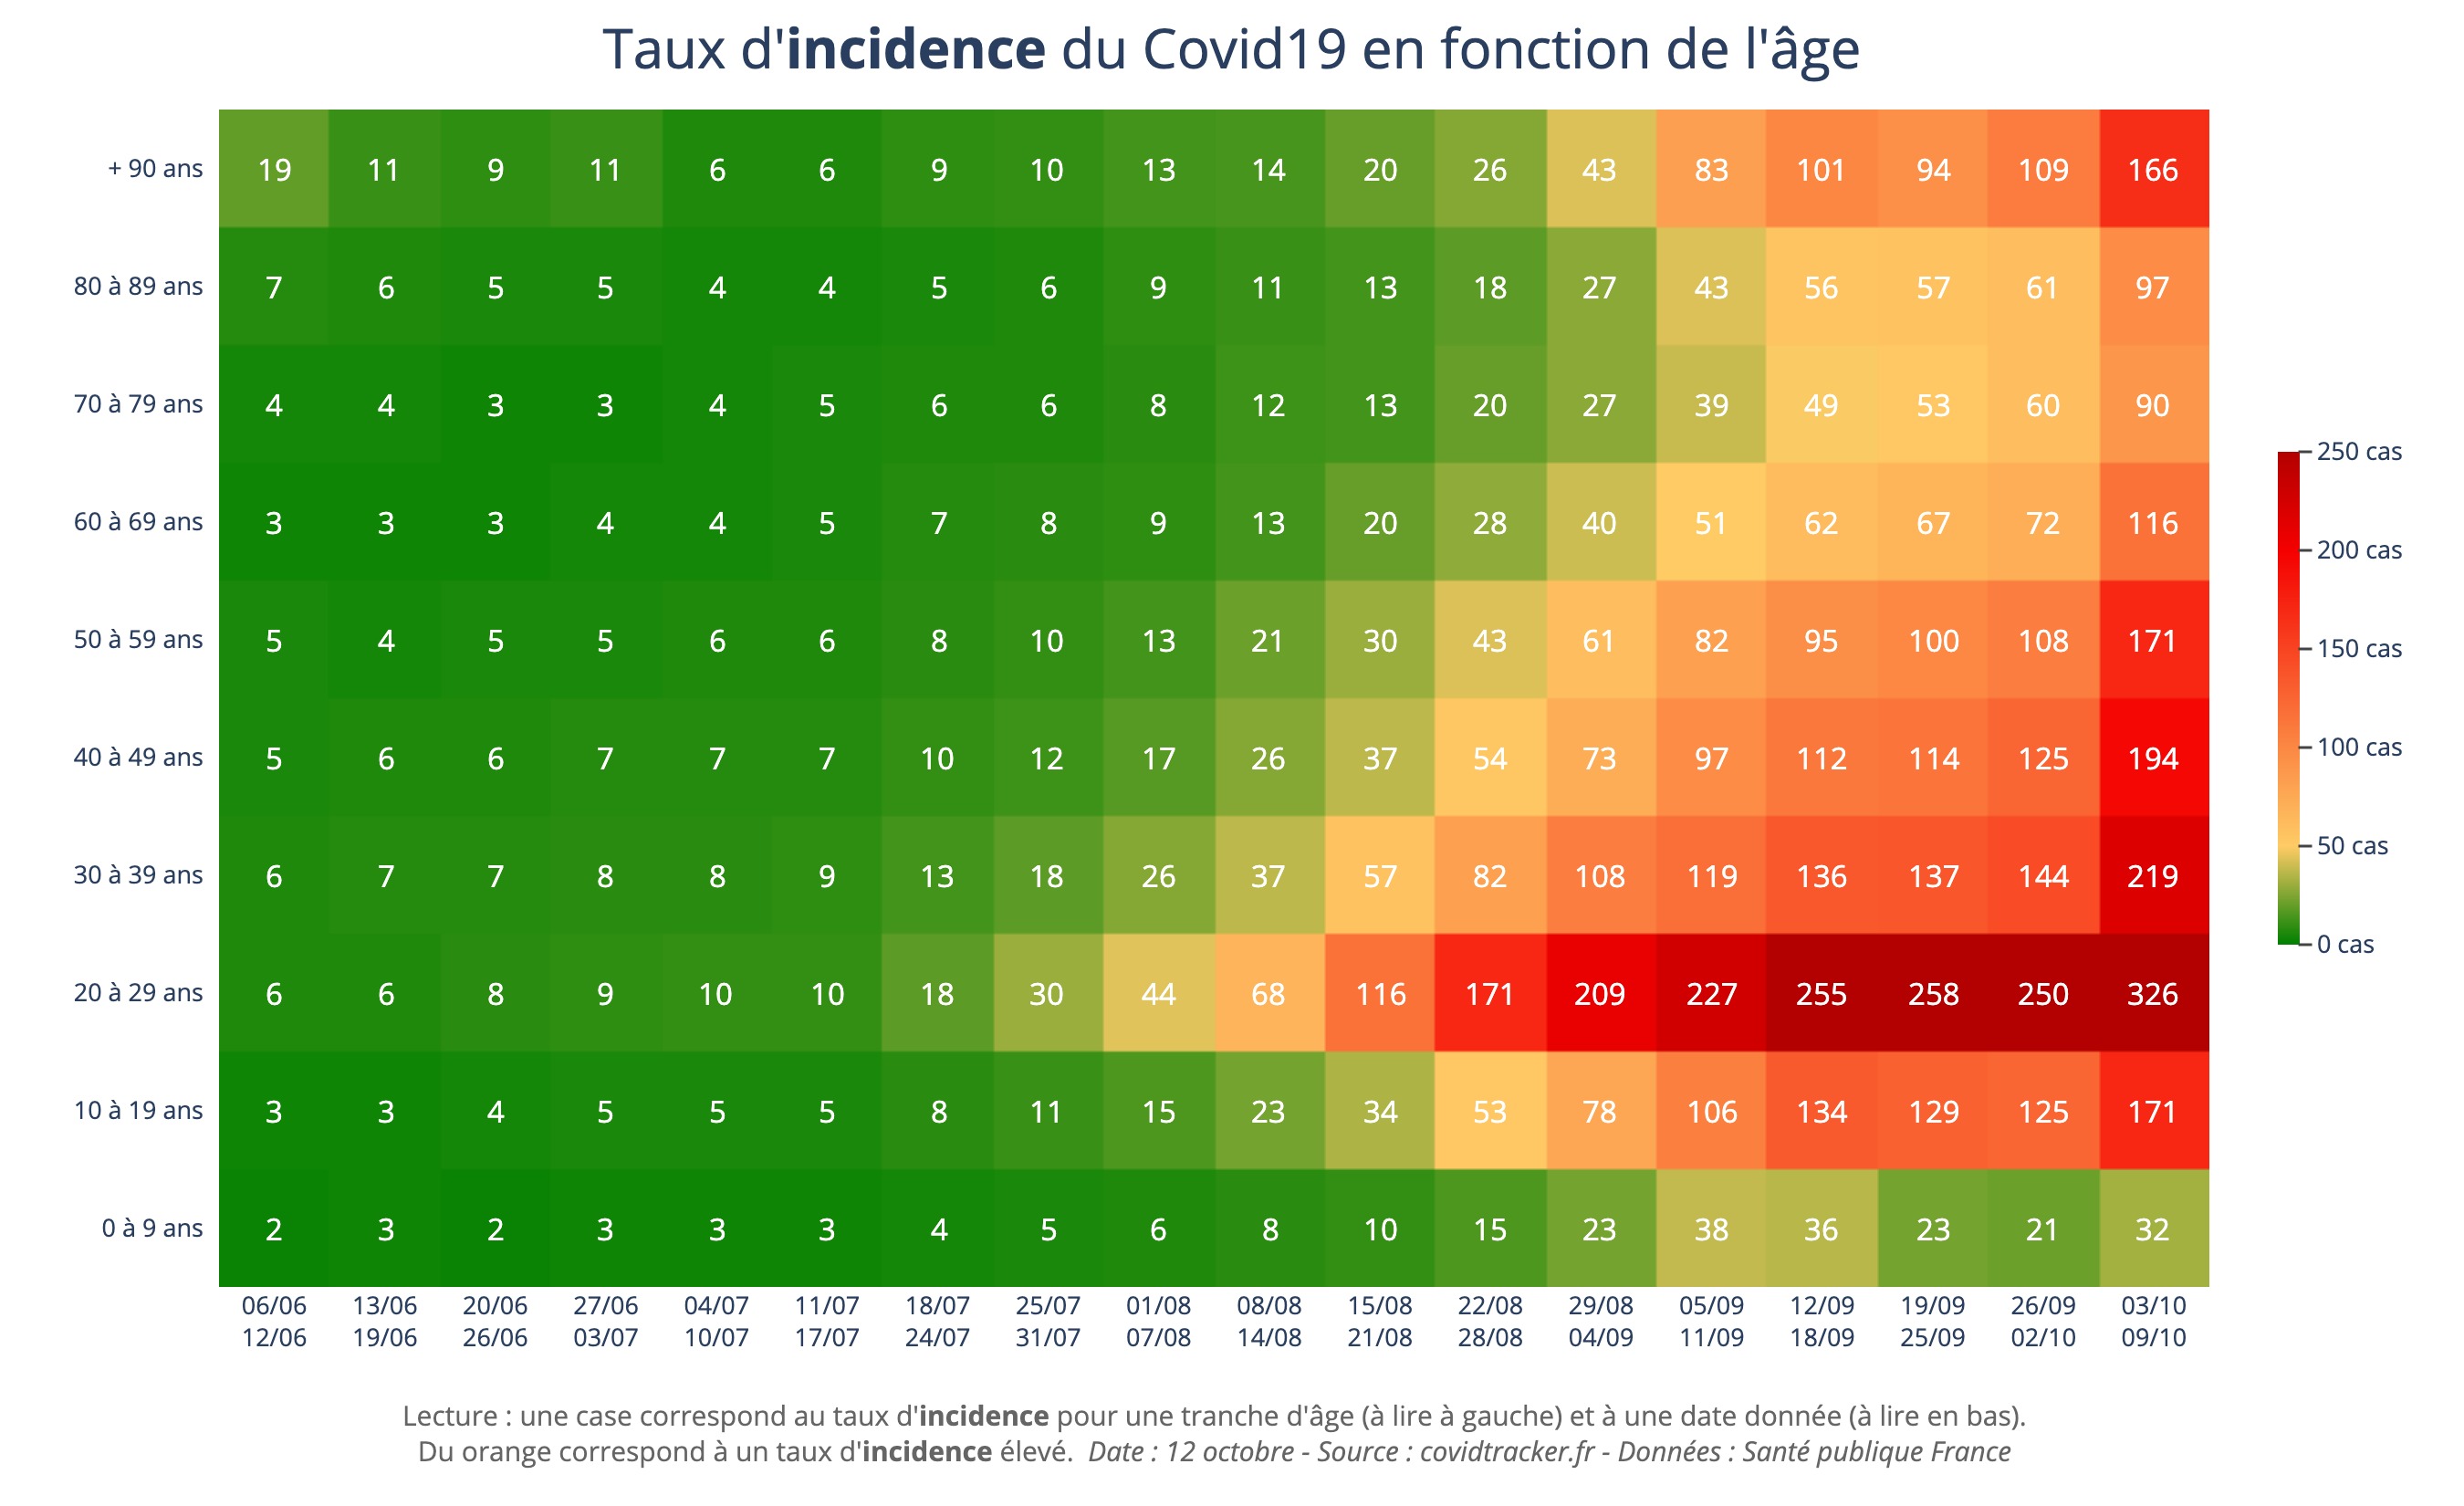 Taux d'incidence du Covid19 en fonction de l'âge
+ 90 ans 19 11 9 11 6 6 9 10 13 14 20 26 43 83 101 94 109 166
80 à 89 ans 7 6 5 5 4 4 5 6 9 11 13 18 27 43 56 57 61 97
70 à 79 ans 4 4 3 3 4 5 6 6 8 12 13 20 27 39 49 53 60 90
60 à 69 ans 3 3 3 4 4 5 7 8 9 13 20 28 40 51 62 67 72 116
50 à 59 ans 5 4 5 5 6 6 8 10 13 21 30 43 61 82 95 100 108 171
40 à 49 ans 5 6 6 7 7 7 10 12 17 26 37 54 73 97 112 114 125 194
30 à 39 ans 6 7 7 8 8 9 13 18 26 37 57 82 108 119 136 137 144 219
20 à 29 ans 6 6 8 9 10 10 18 30 44 68 116 171 209 227 255 258 250 326
10 à 19 ans 3 3 4 5 5 5 8 11 15 23 34 53 78 106 134 129 125 171
0 à 9 ans 2 3 2 3 3 3 4 5 6 8 10 15 23 38 36 23 21 32
06/06 13/06 20/06 27/06 04/07 11/07 18/07 25/07 01/08 08/08 15/08 22/08 29/08 05/09 12/09 19/09 26/09 03/10
12/06 19/06 26/06 03/07 10/07 17/07 24/07 31/07 07/08 14/08 21/08 28/08 04/09 11/09 18/09 25/09 02/10 09/10
250 cas
200 cas
150 cas
100 cas
50 cas
0 cas
Lecture : une case correspond au taux d'incidence pour une tranche d'âge (à lire à gauche) et à une date donnée (à lire en bas).
Du orange correspond à un taux d'incidence élevé. Date : 12 octobre - Source : covidtracker.fr - Données : Santé publique France